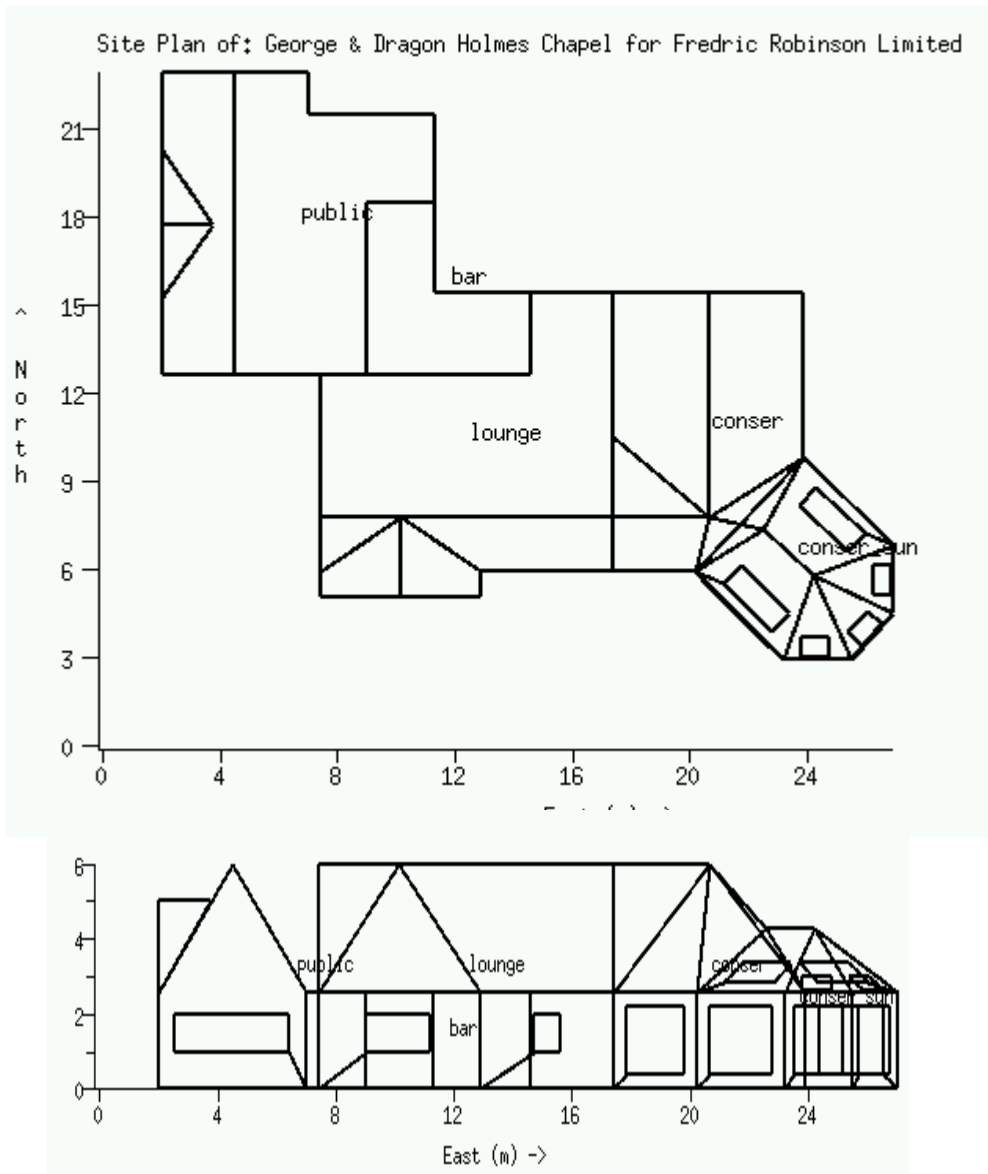 Site Plan of: George & Dragon Holmes Chapel for Fredric Robinson Limited
21
18
public
bar
15
^
North
12
conser
lounge
9
conser_sun
6
3
0
0 4 8 12 16 20 24
6
4
public lounge conser
conser_sun
2
bar
0
0 4 8 12 16 20 24
East (m) ->